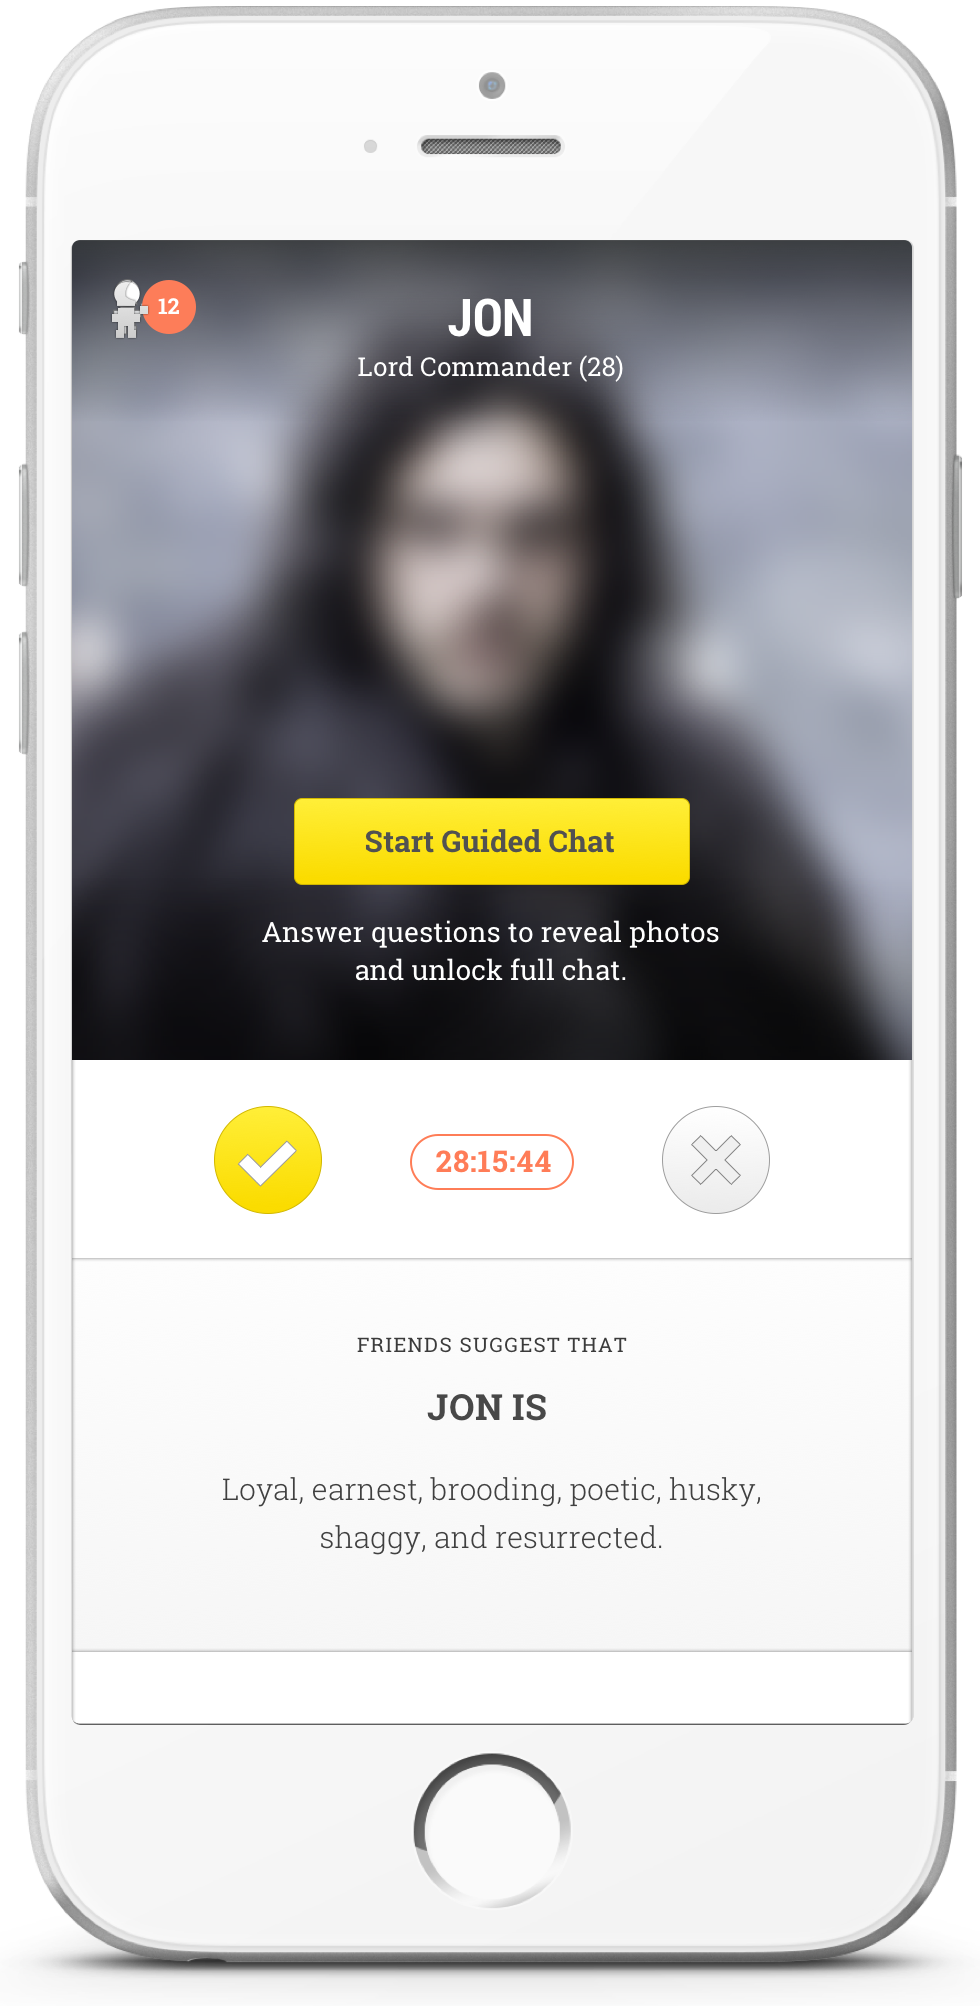 12
JON
Lord Commander (28)
Start Guided Chat
Answer questions to reveal photos
and unlock full chat.
28:15:44
FRIENDS SUGGEST THAT
JON IS
Loyal, earnest, brooding, poetic, husky,
shaggy, and resurrected.